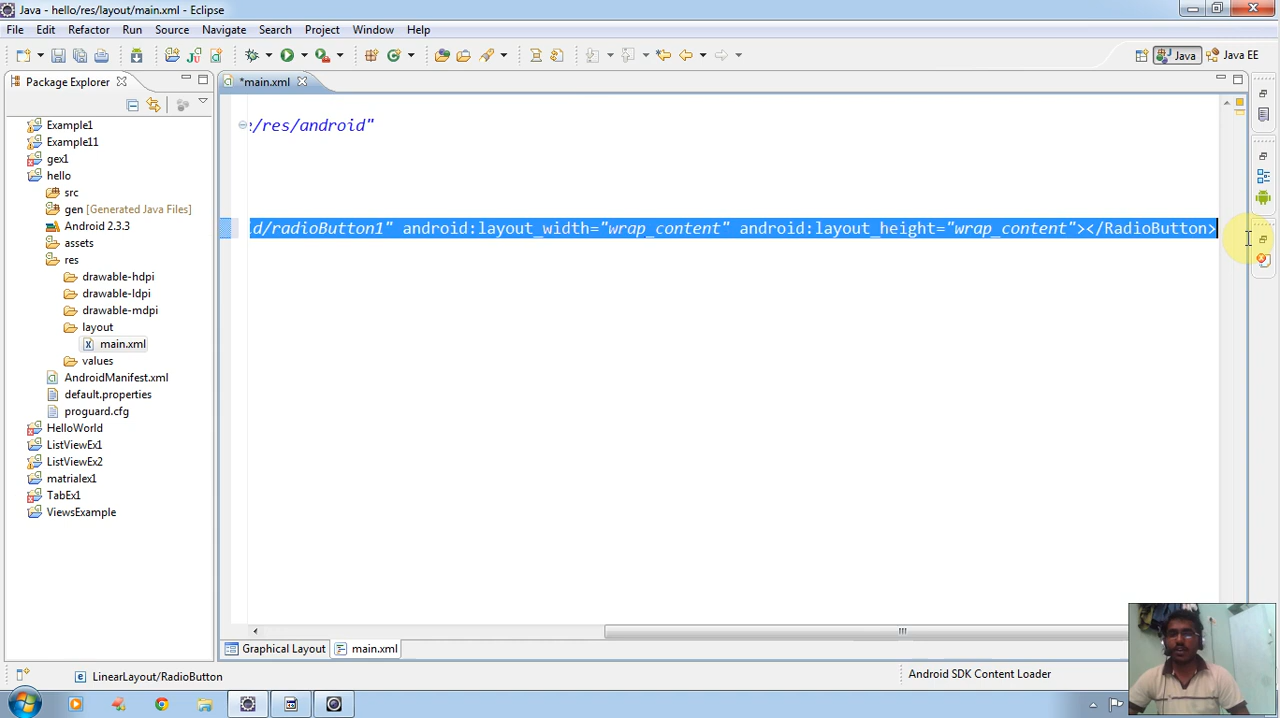 Java - hello/res/layout/main.xml - Eclipse
File Edit Refactor Run Source Navigate Search Project Window Help
Java Java EE
Package Explorer
*main.xml
Example1
Example11
gex1
hello
src
gen [Generated Java Files]
Android 2.3.3
assets
res
drawable-hdpi
drawable-ldpi
drawable-mdpi
layout
main.xml
values
AndroidManifest.xml
default.properties
proguard.cfg
HelloWorld
ListViewEx1
ListViewEx2
matrialex1
TabEx1
ViewsExample
:/res/android"
d/radioButton1" android:layout_width="wrap_content" android:layout_height="wrap_content"></RadioButton>
Graphical Layout main.xml
LinearLayout/RadioButton
Android SDK Content Loader